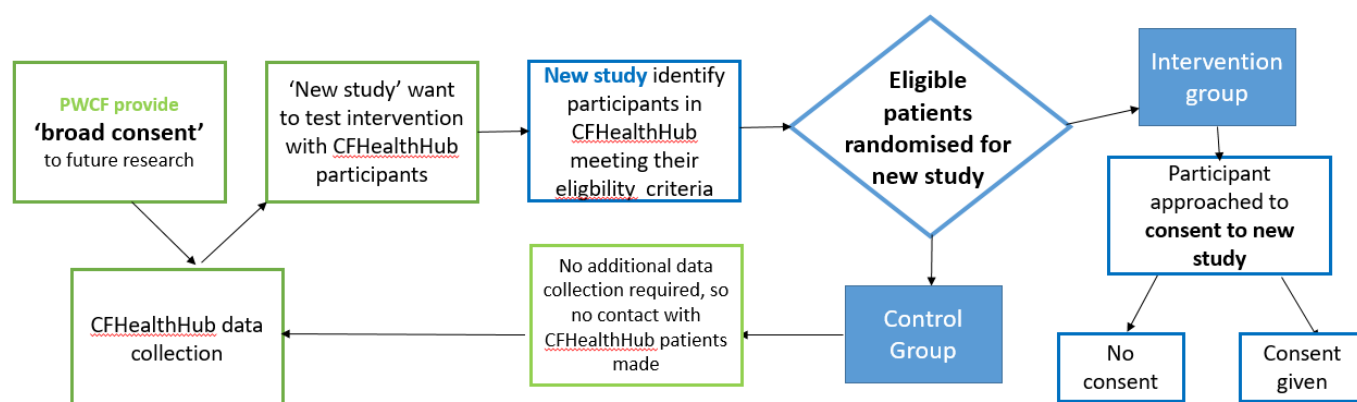 PWCF provide
'broad consent'
to future research
'New study' want
to test intervention
with CFHealthHub
participants
New study identify
participants in
CFHealthHub
meeting their
eligbility criteria
Eligible
patients
randomised for
new study
Intervention
group
Participant
approached to
consent to new
study
No
consent
Consent
given
Control
Group
No additional data
collection required, so
no contact with
CFHealthHub patients
made
CFHealthHub data
collection